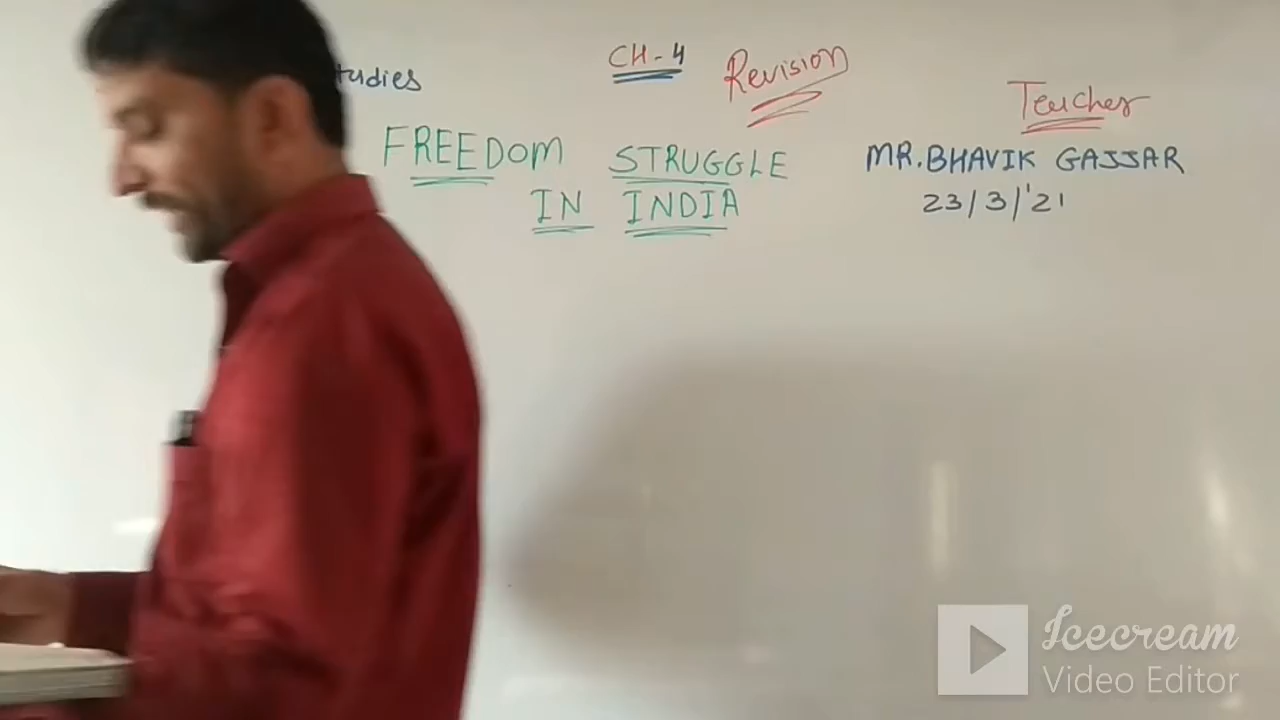 CH-4 Revision
tudies
Teacher
FREEDOM STRUGGLE
IN INDIA
MR.BHAVIK GAJJAR
23/3/'21
Icecream
Video Editor